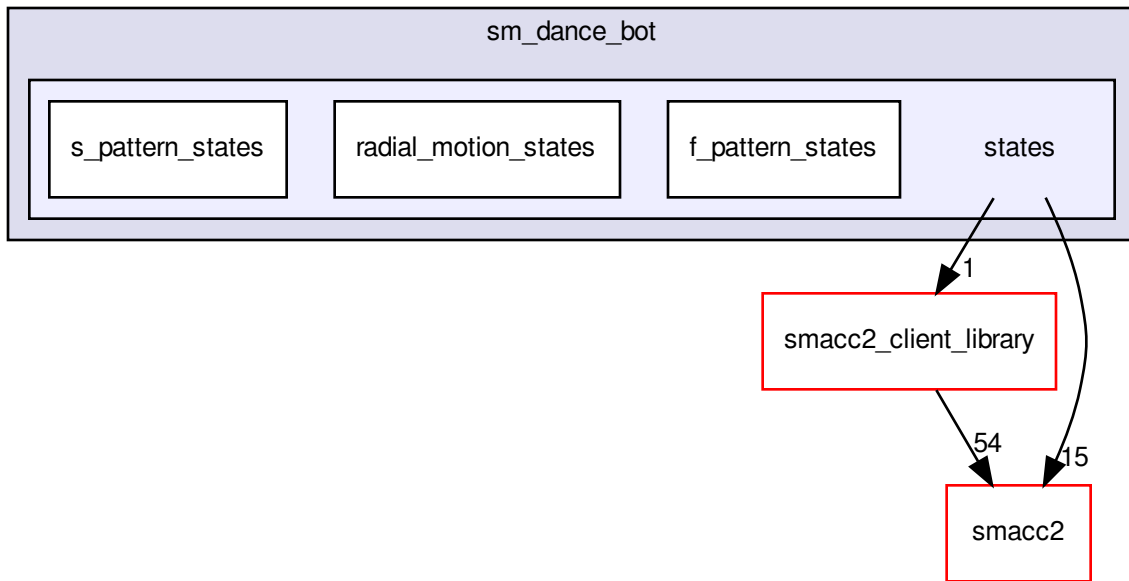 sm_dance_bot
s_pattern_states
radial_motion_states
f_pattern_states
states
1
smacc2_client_library
54
15
smacc2